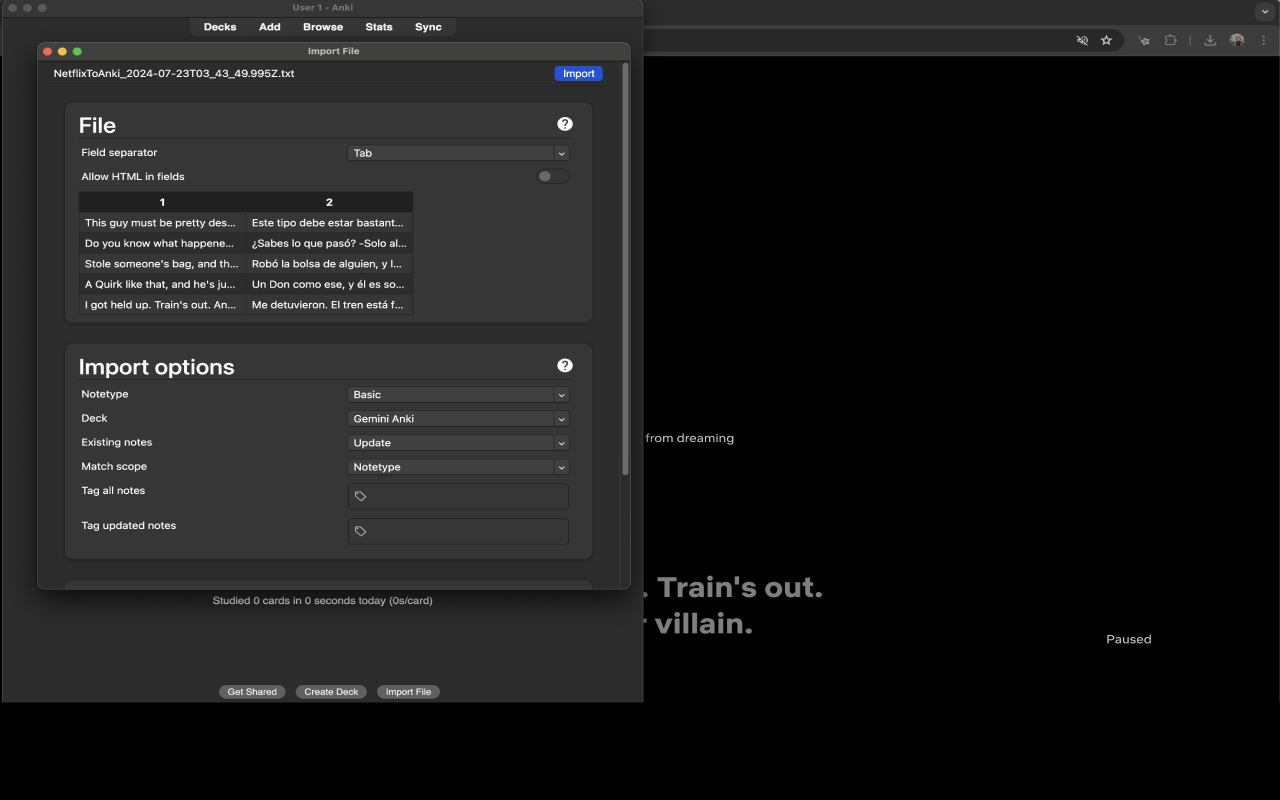 User 1 - Anki
Decks Add Browse Stats Sync
Import File
NetflixToAnki_2024-07-23T03_43_49.995Z.txt Import
File ?
Field separator Tab
Allow HTML in fields
1 2
This guy must be pretty des... Este tipo debe estar bastant...
Do you know what happene... ¿Sabes lo que pasó? -Solo al...
Stole someone's bag, and th... Robó la bolsa de alguien, y l...
A Quirk like that, and he's ju... Un Don como ese, y él es so...
I got held up. Train's out. An... Me detuvieron. El tren está f...
Import options ?
Notetype Basic
Deck Gemini Anki
Existing notes Update
Match scope Notetype
Tag all notes
Tag updated notes
Studied 0 cards in 0 seconds today (0s/card)
Get Shared Create Deck Import File
from dreaming
. Train's out.
villain.
Paused